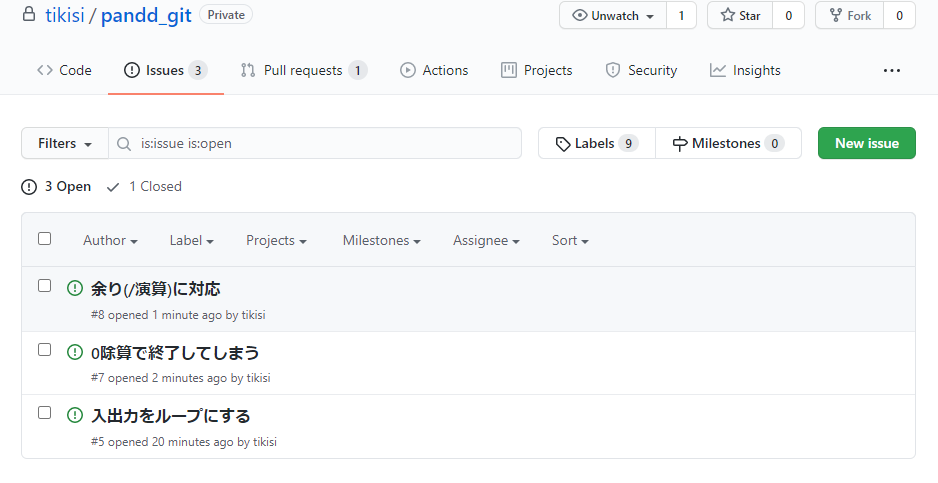 tikisi / pandd_git Private Unwatch 1 Star 0 Fork 0
Code Issues 3 Pull requests 1 Actions Projects Security Insights ...
Filters is:issue is:open Labels 9 Milestones 0 New issue
3 Open 1 Closed
Author Label Projects Milestones Assignee Sort
余り(/演算)に対応
#8 opened 1 minute ago by tikisi
0除算で終了してしまう
#7 opened 2 minutes ago by tikisi
入出力をループにする
#5 opened 20 minutes ago by tikisi